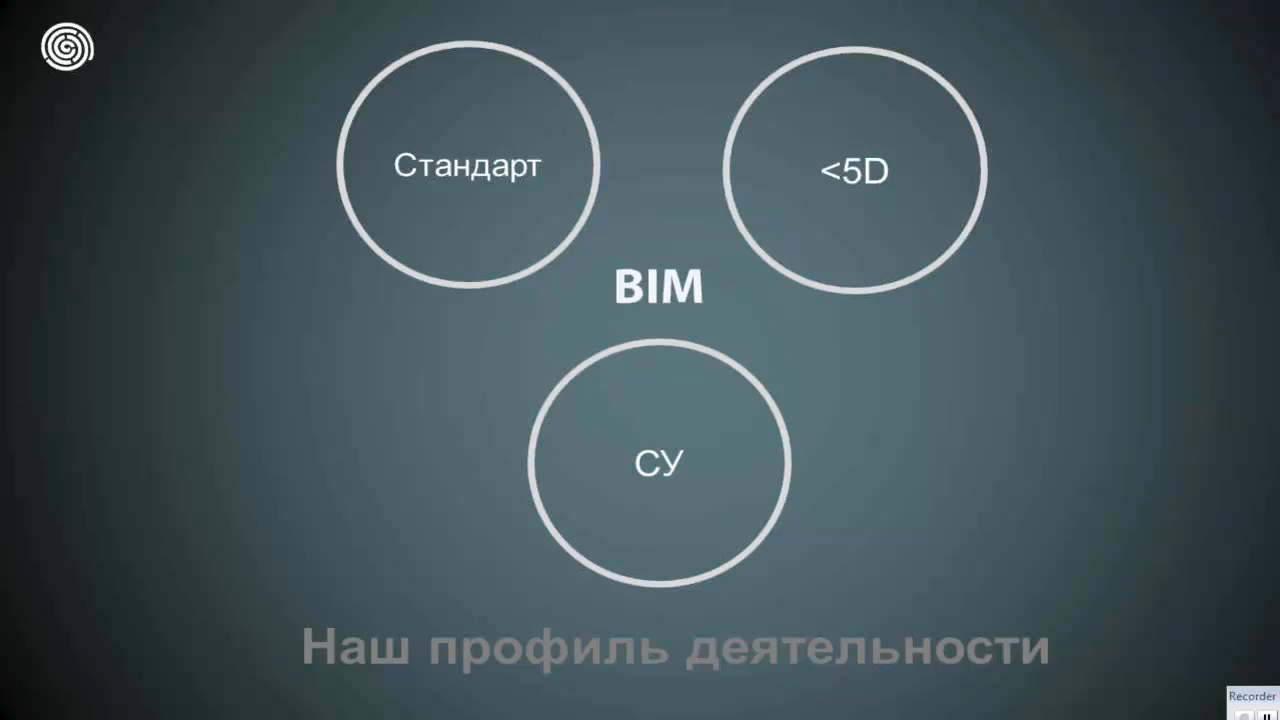 Стандарт
<5D
BIM
СУ
Наш профиль деятельности
Recorder